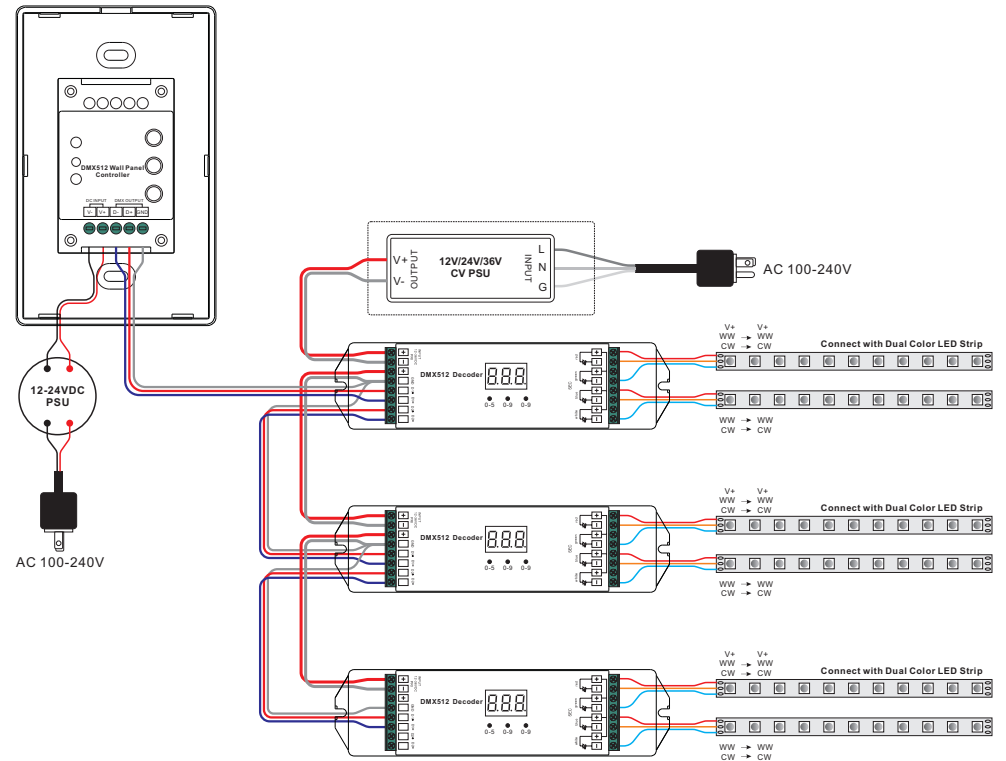 DMX512 Wall Panel
Controller
DC INPUT DMX OUTPUT
V- V+ D- D+ GND
12-24VDC
PSU
AC 100-240V
V+
V-
OUTPUT
12V/24V/36V
CV PSU
INPUT
L
N
G
AC 100-240V
DMX512 Decoder
0-5 0-9 0-9
V+ V+
WW → WW
CW → CW
Connect with Dual Color LED Strip
WW → WW
CW → CW
DMX512 Decoder
0-5 0-9 0-9
V+ V+
WW → WW
CW → CW
Connect with Dual Color LED Strip
WW → WW
CW → CW
DMX512 Decoder
0-5 0-9 0-9
V+ V+
WW → WW
CW → CW
Connect with Dual Color LED Strip
WW → WW
CW → CW